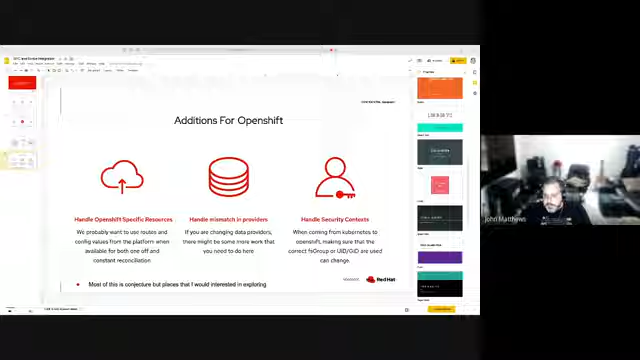 Additions For Openshift
Handle Openshift Specific Resources
We probably want to use routes and
config values from the platform when
available for both one off and
constant reconciliation
Handle mismatch in providers
If you are changing data providers,
there might be some more work that
you need to do here
Handle Security Contexts
When coming from kubernetes to
openshift, making sure that the
correct fsGroup or UID/GID are used
can change.
Most of this is conjecture but places that I would interested in exploring
Red Hat
John Matthews